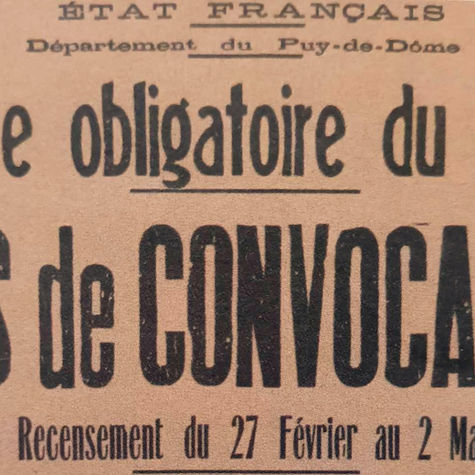 ÉTAT FRANÇAIS
Département du Puy-de-Dôme
e obligatoire du
S de CONVOCA
Recensement du 27 Février au 2 Ma